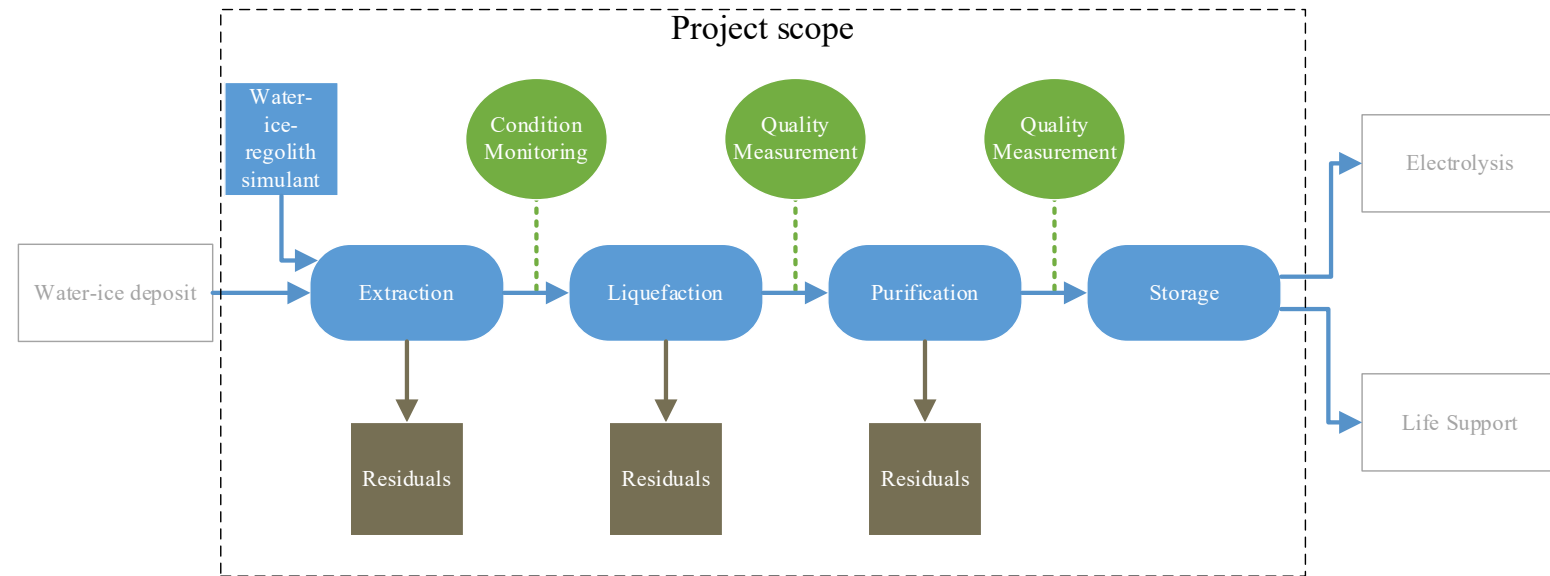 Project scope
Water-
ice-
regolith
simulant
Condition
Monitoring
Quality
Measurement
Quality
Measurement
Electrolysis
Water-ice deposit
Extraction
Liquefaction
Purification
Storage
Life Support
Residuals
Residuals
Residuals